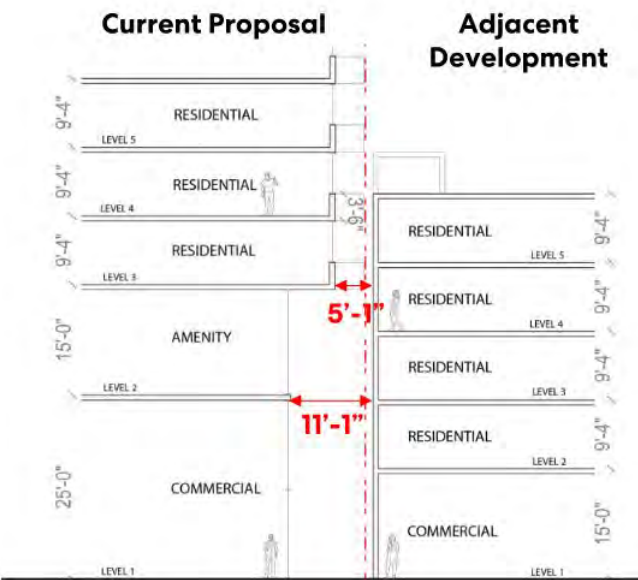 Current Proposal
Adjacent
Development
9'-4"
RESIDENTIAL
LEVEL 5
9'-4"
RESIDENTIAL
LEVEL 4
3'-6"
9'-4"
RESIDENTIAL
LEVEL 3
5'-1"
15'-0"
AMENITY
LEVEL 2
11'-1"
25'-0"
COMMERCIAL
LEVEL 1
RESIDENTIAL
9'-4"
LEVEL 5
RESIDENTIAL
9'-4"
LEVEL 4
RESIDENTIAL
9'-4"
LEVEL 3
RESIDENTIAL
9'-4"
LEVEL 2
COMMERCIAL
15'-0"
LEVEL 1